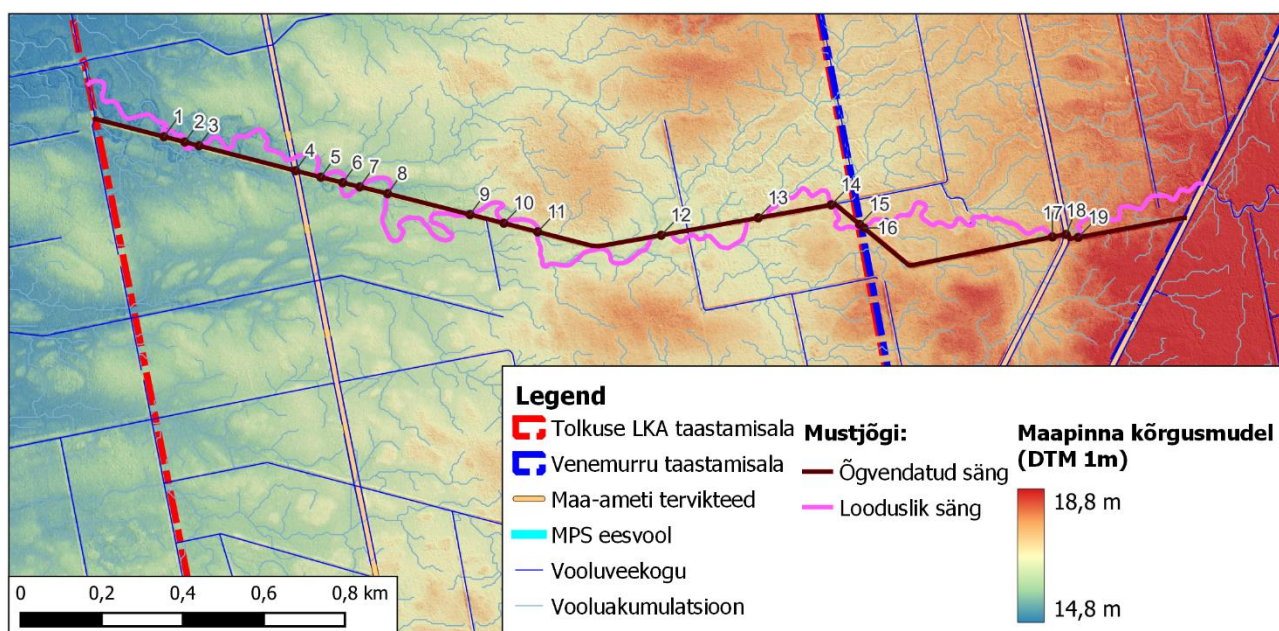 1
2
3
4
5
6
7
8
9
10
11
12
13
14
15
16
17
18
19
Legend
Tolkuse LKA taastamisala
Venemurru taastamisala
Maa-ameti tervikteed
MPS eesvool
Vooluveekogu
Vooluakumulatsioon
Mustjõgi:
Õgvendatud säng
Looduslik säng
Maapinna kõrgusmudel
(DTM 1m)
18,8 m
14,8 m
0 0,2 0,4 0,6 0,8 km